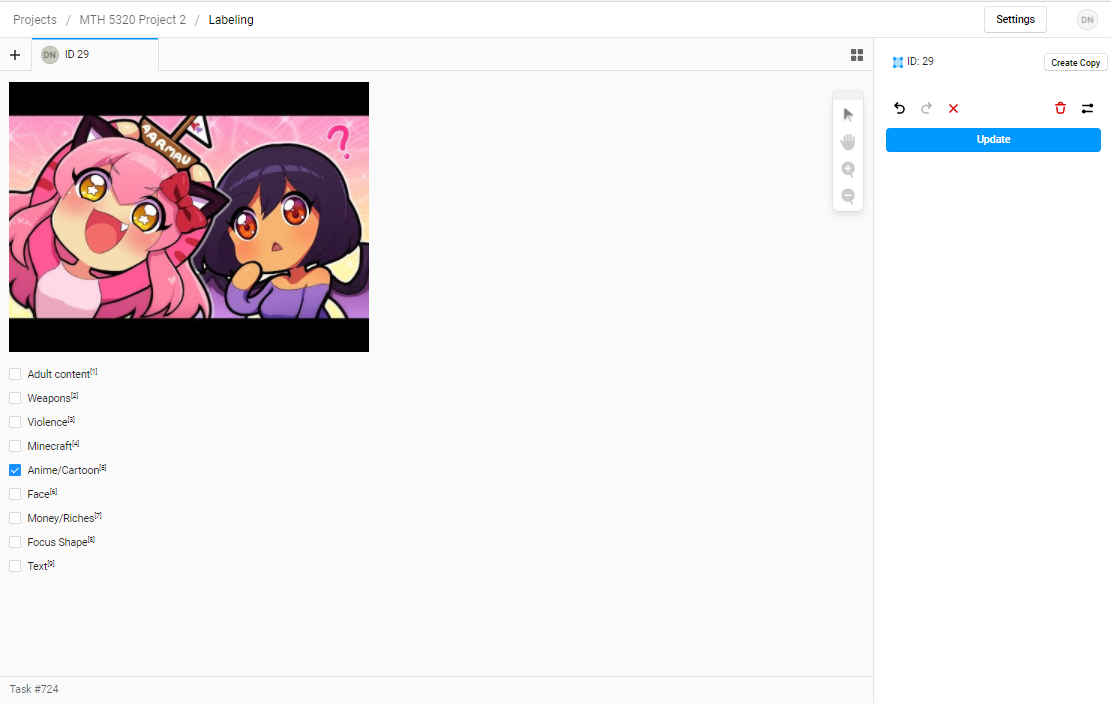 Projects / MTH 5320 Project 2 / Labeling
Settings
DN
+ DN ID 29
ID: 29
Create Copy
Update
AARMAU
?
Adult content[1]
Weapons[2]
Violence[3]
Minecraft[4]
Anime/Cartoon[5]
Face[6]
Money/Riches[7]
Focus Shape[8]
Text[9]
Task #724